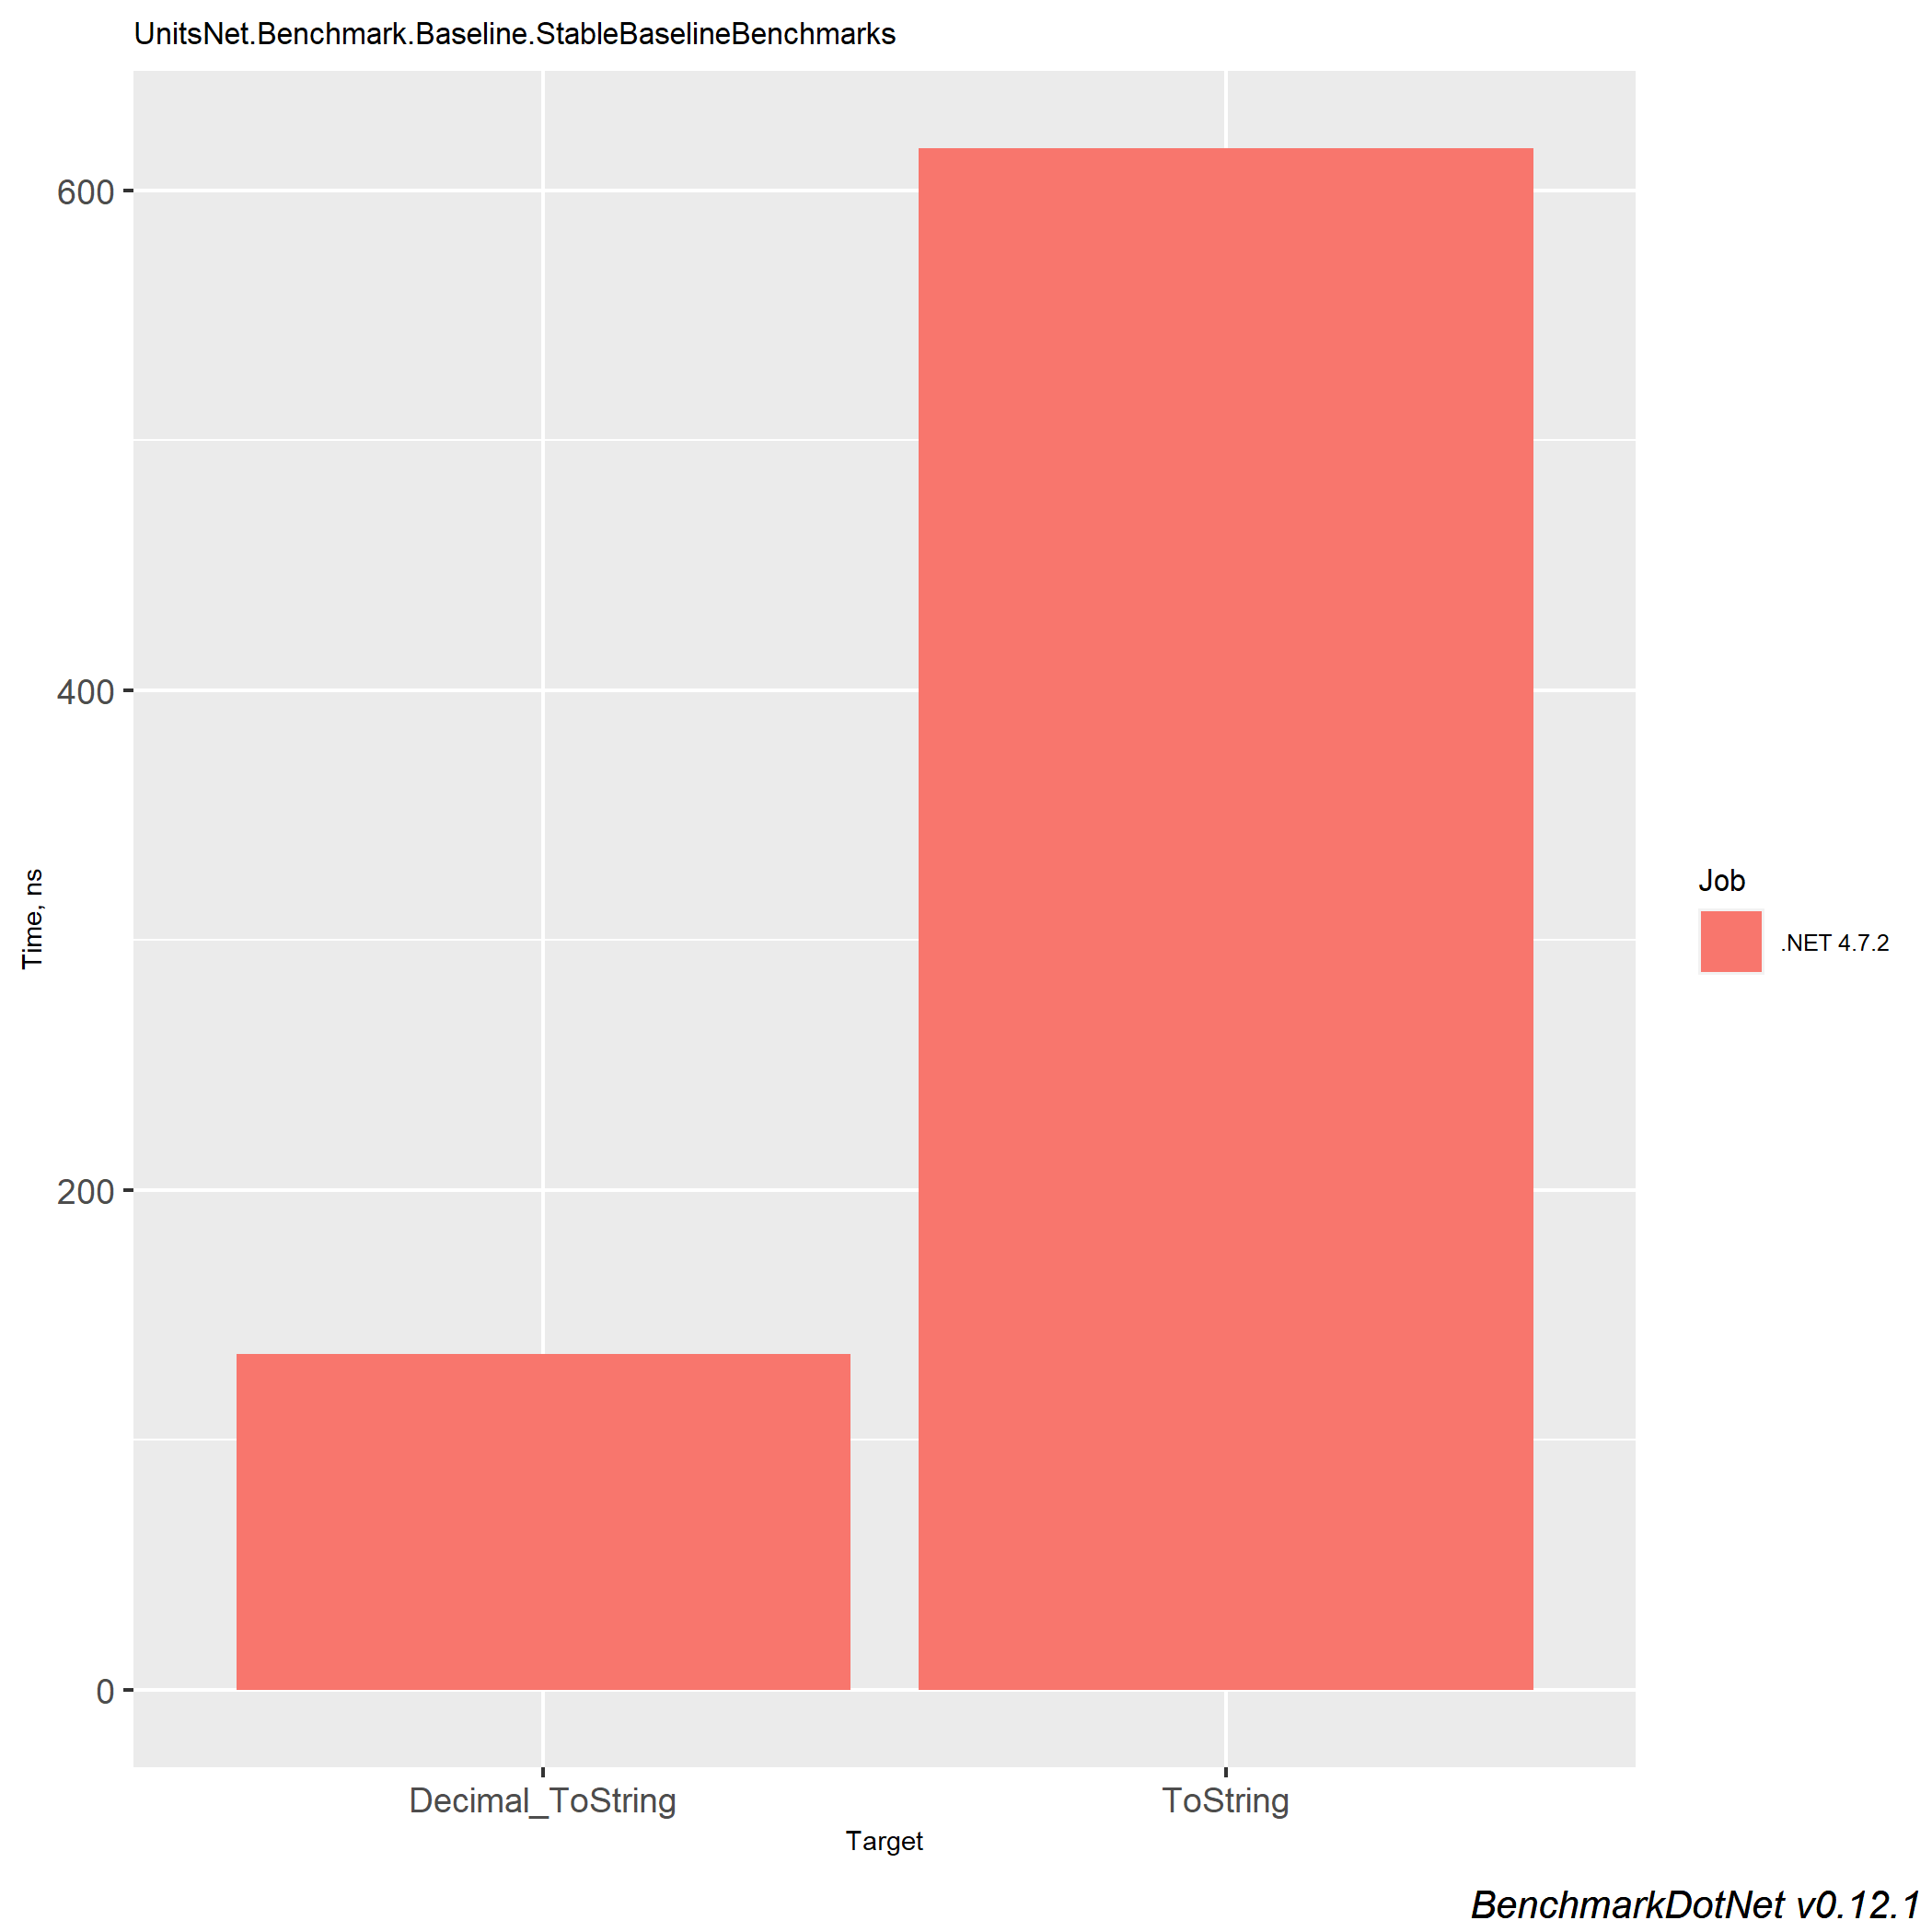 UnitsNet.Benchmark.Baseline.StableBaselineBenchmarks
600
400
200
0
Time, ns
Decimal_ToString
ToString
Target
Job
.NET 4.7.2
BenchmarkDotNet v0.12.1